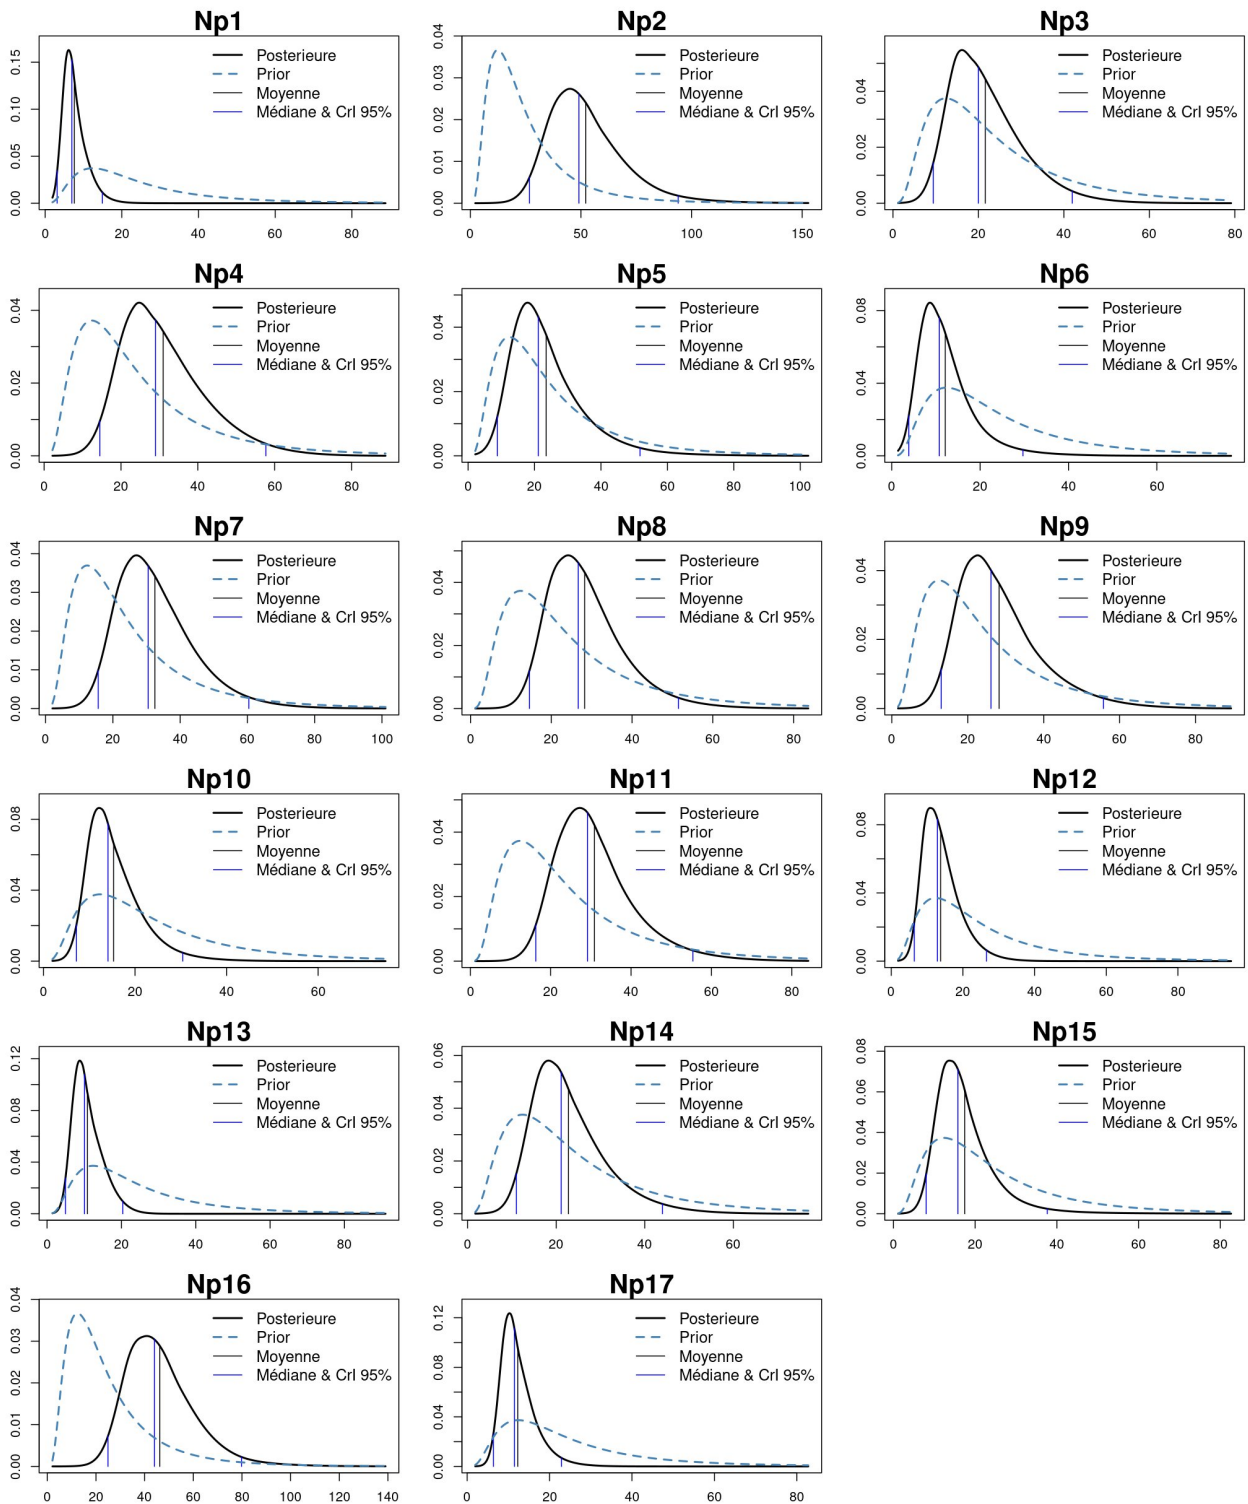 Np1
Posterieure
Prior
Moyenne
Médiane & CrI 95%
0.00 0.05 0.10 0.15
0 20 40 60 80
Np2
Posterieure
Prior
Moyenne
Médiane & CrI 95%
0.00 0.01 0.02 0.03 0.04
0 50 100 150
Np3
Posterieure
Prior
Moyenne
Médiane & CrI 95%
0.00 0.02 0.04
0 20 40 60 80
Np4
Posterieure
Prior
Moyenne
Médiane & CrI 95%
0.00 0.02 0.04
0 20 40 60 80
Np5
Posterieure
Prior
Moyenne
Médiane & CrI 95%
0.00 0.02 0.04
0 20 40 60 80 100
Np6
Posterieure
Prior
Moyenne
Médiane & CrI 95%
0.00 0.04 0.08
0 20 40 60
Np7
Posterieure
Prior
Moyenne
Médiane & CrI 95%
0.00 0.01 0.02 0.03 0.04
0 20 40 60 80 100
Np8
Posterieure
Prior
Moyenne
Médiane & CrI 95%
0.00 0.02 0.04
0 20 40 60 80
Np9
Posterieure
Prior
Moyenne
Médiane & CrI 95%
0.00 0.02 0.04
0 20 40 60 80
Np10
Posterieure
Prior
Moyenne
Médiane & CrI 95%
0.00 0.04 0.08
0 20 40 60
Np11
Posterieure
Prior
Moyenne
Médiane & CrI 95%
0.00 0.02 0.04
0 20 40 60 80
Np12
Posterieure
Prior
Moyenne
Médiane & CrI 95%
0.00 0.04 0.08
0 20 40 60 80
Np13
Posterieure
Prior
Moyenne
Médiane & CrI 95%
0.00 0.04 0.08 0.12
0 20 40 60 80
Np14
Posterieure
Prior
Moyenne
Médiane & CrI 95%
0.00 0.02 0.04 0.06
0 20 40 60
Np15
Posterieure
Prior
Moyenne
Médiane & CrI 95%
0.00 0.02 0.04 0.06 0.08
0 20 40 60 80
Np16
Posterieure
Prior
Moyenne
Médiane & CrI 95%
0.00 0.01 0.02 0.03 0.04
0 20 40 60 80 100 120 140
Np17
Posterieure
Prior
Moyenne
Médiane & CrI 95%
0.00 0.04 0.08 0.12
0 20 40 60 80